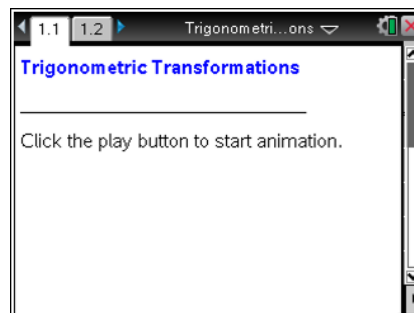 1.1 1.2 Trigonometri...ons
Trigonometric Transformations
Click the play button to start animation.